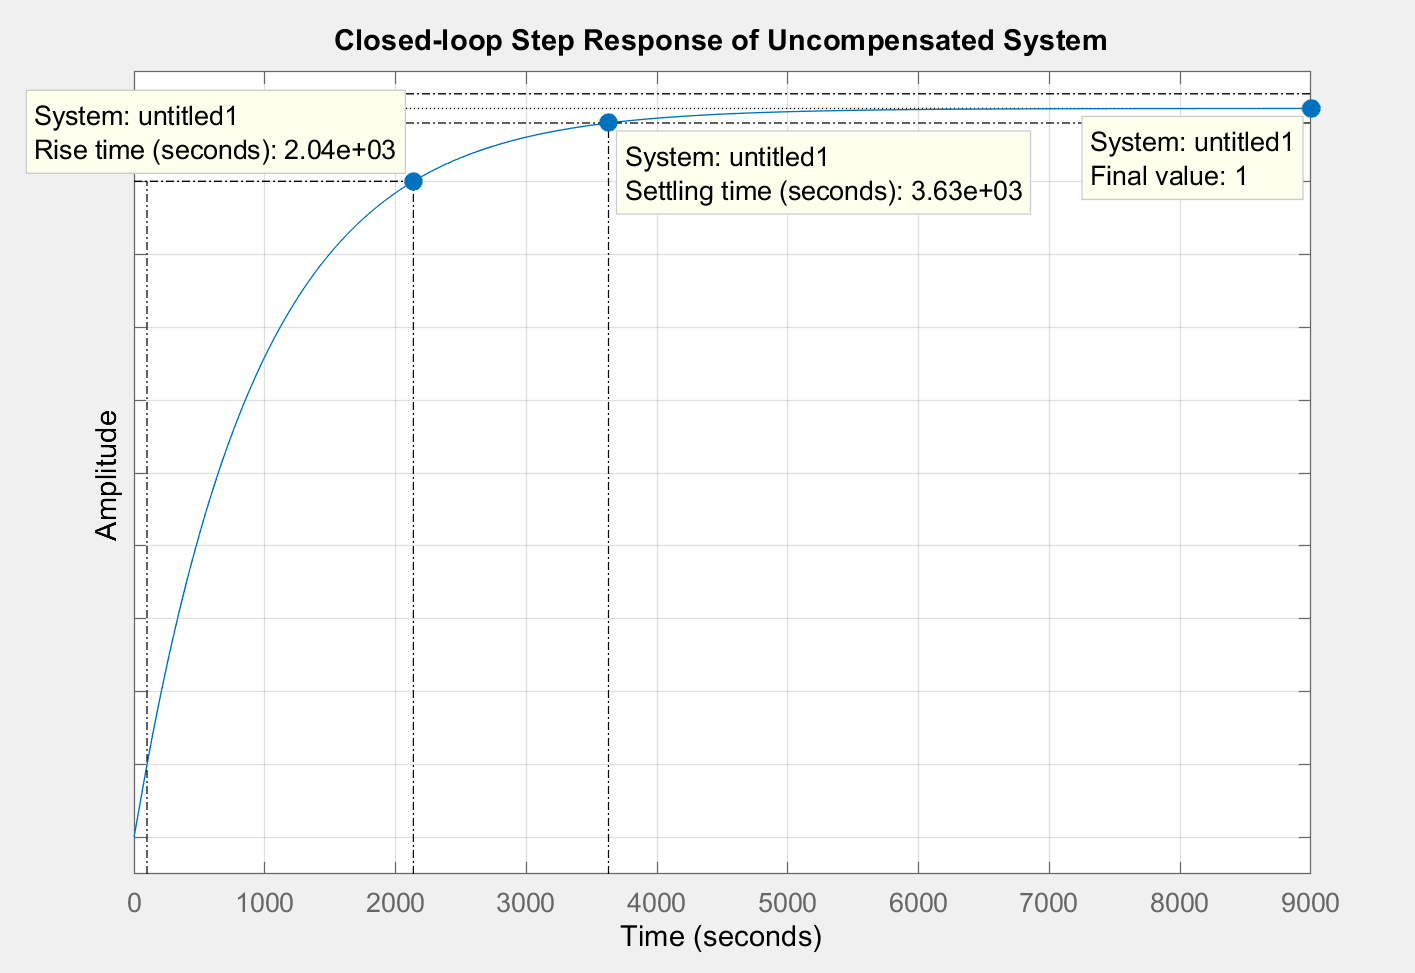 Closed-loop Step Response of Uncompensated System
System: untitled1
Rise time (seconds): 2.04e+03
System: untitled1
Settling time (seconds): 3.63e+03
System: untitled1
Final value: 1
Amplitude
0 1000 2000 3000 4000 5000 6000 7000 8000 9000
Time (seconds)